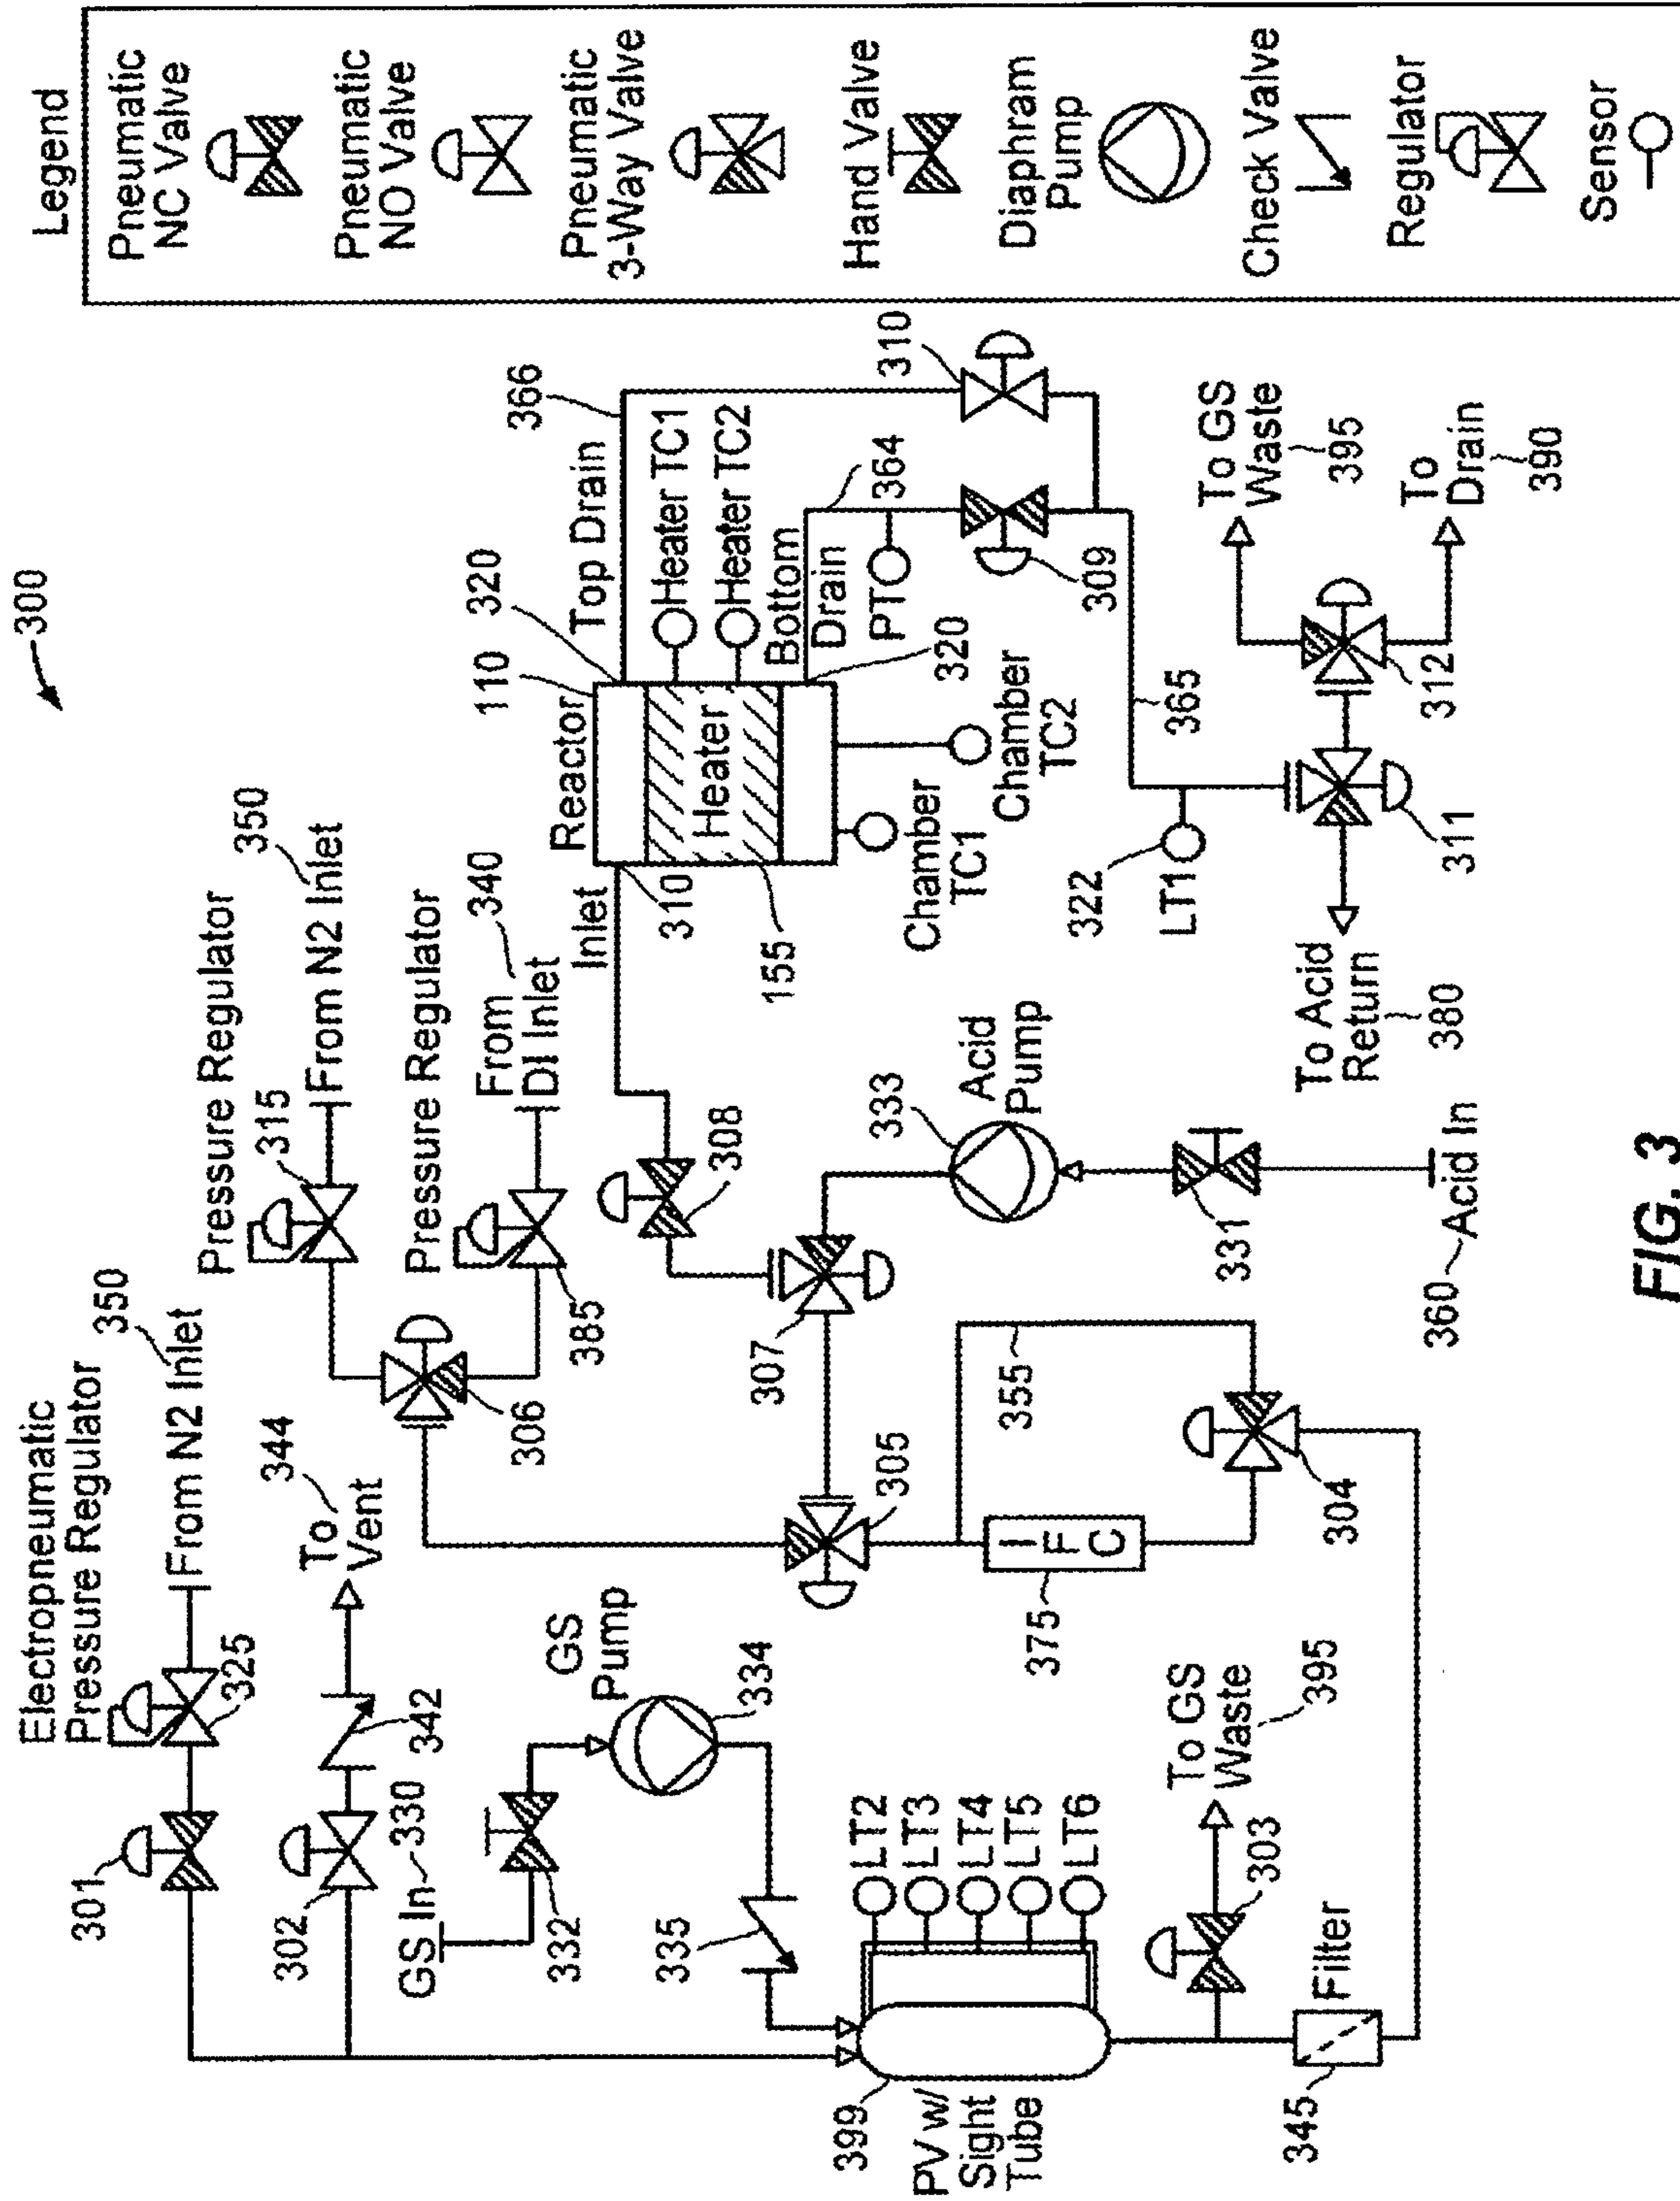 300
Legend
Pneumatic
NC Valve
Pneumatic
NO Valve
Pneumatic
3-Way Valve
Hand Valve
Diaphram
Pump
Check Valve
Regulator
Sensor
Electropneumatic
Pressure Regulator
350
From N2 Inlet
325
301
344
To
Vent
342
302
GS In
330
332
GS
Pump
334
335
399
PV w/
Sight
Tube
LT2
LT3
LT4
LT5
LT6
To GS
Waste
395
303
Filter
345
Pressure Regulator
350
From N2 Inlet
315
Pressure Regulator
340
From
DI Inlet
385
306
305
307
308
355
I
F
C
375
304
333
Acid
Pump
331
360
Acid In
Inlet
310
Reactor
110
320
Top Drain
366
Heater
155
Heater TC1
Heater TC2
Bottom
Drain
320
PTO
364
310
309
Chamber
TC1
Chamber
TC2
365
322
LT1
311
312
To Acid
Return
380
To GS
Waste
395
To
Drain
390
FIG. 3